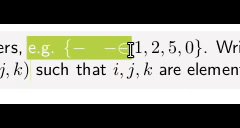 ers, e.g. {− −∈ 1, 2, 5, 0}. Wri
j, k) such that i, j, k are elemen